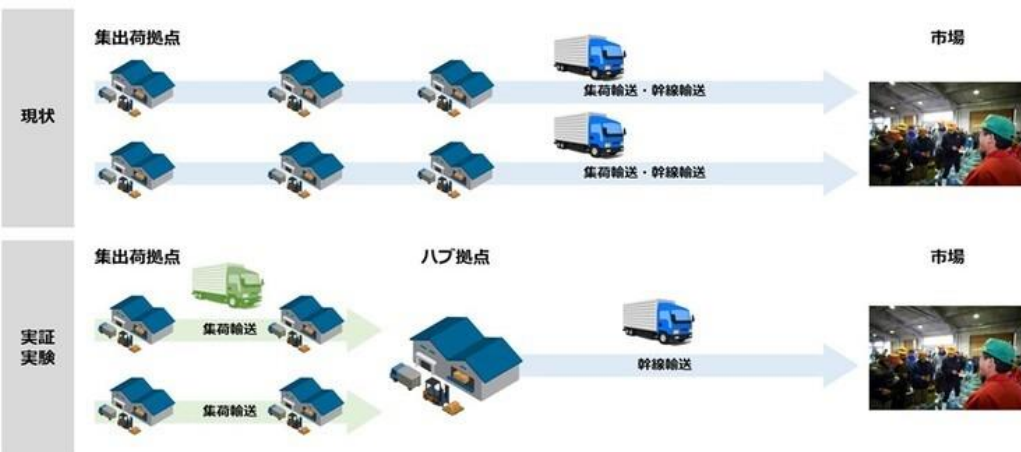 集出荷拠点
市場
現状
集荷輸送・幹線輸送
集荷輸送・幹線輸送
集出荷拠点
ハブ拠点
市場
実証
実験
集荷輸送
幹線輸送
集荷輸送